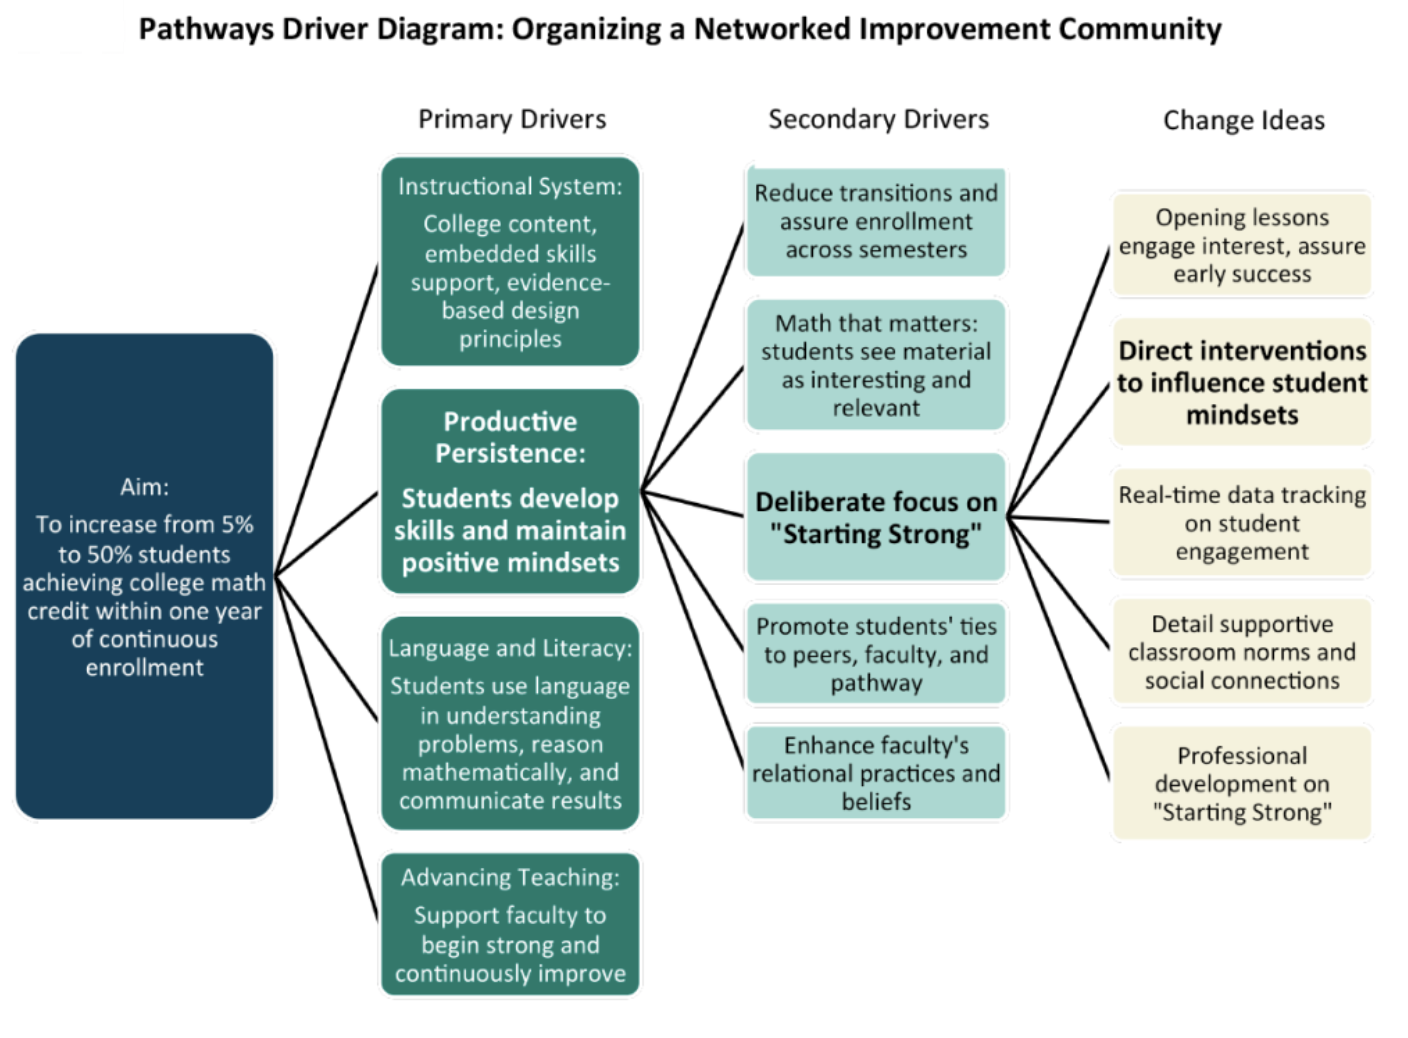 Pathways Driver Diagram: Organizing a Networked Improvement Community
Primary Drivers
Secondary Drivers
Change Ideas
Aim:
To increase from 5%
to 50% students
achieving college math
credit within one year
of continuous
enrollment
Instructional System:
College content,
embedded skills
support, evidence-
based design
principles
Productive
Persistence:
Students develop
skills and maintain
positive mindsets
Language and Literacy:
Students use language
in understanding
problems, reason
mathematically, and
communicate results
Advancing Teaching:
Support faculty to
begin strong and
continuously improve
Reduce transitions and
assure enrollment
across semesters
Math that matters:
students see material
as interesting and
relevant
Deliberate focus on
"Starting Strong"
Promote students' ties
to peers, faculty, and
pathway
Enhance faculty's
relational practices and
beliefs
Opening lessons
engage interest, assure
early success
Direct interventions
to influence student
mindsets
Real-time data tracking
on student
engagement
Detail supportive
classroom norms and
social connections
Professional
development on
"Starting Strong"